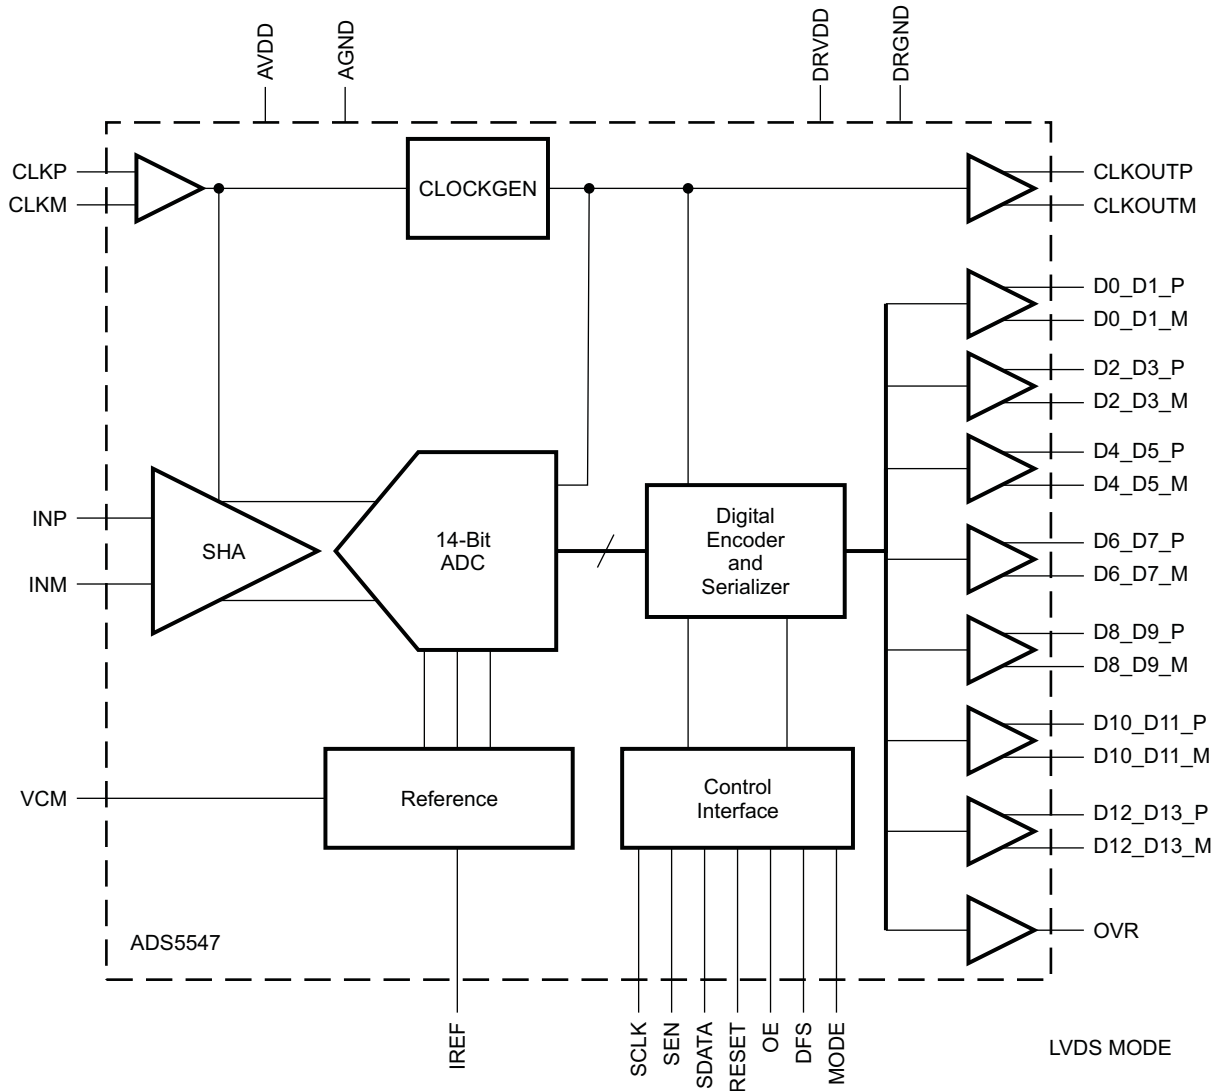 AVDD
AGND
DRVDD
DRGND
CLKP
CLKM
CLOCKGEN
CLKOUTP
CLKOUTM
D0_D1_P
D0_D1_M
D2_D3_P
D2_D3_M
D4_D5_P
D4_D5_M
INP
INM
SHA
14-Bit
ADC
Digital
Encoder
and
Serializer
D6_D7_P
D6_D7_M
D8_D9_P
D8_D9_M
D10_D11_P
D10_D11_M
VCM
Reference
Control
Interface
D12_D13_P
D12_D13_M
OVR
ADS5547
IREF
SCLK
SEN
SDATA
RESET
OE
DFS
MODE
LVDS MODE